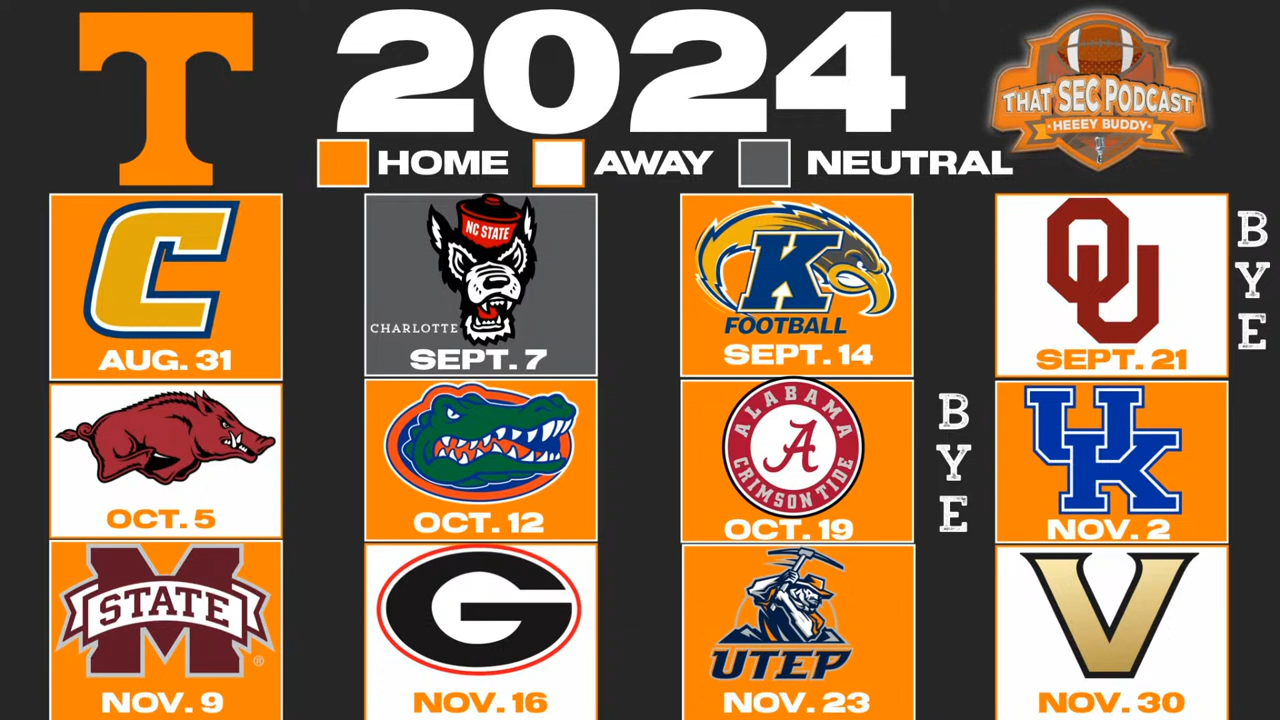 T
2024
THAT SEC PODCAST
HEEEY BUDDY
HOME
AWAY
NEUTRAL
C
AUG. 31
NC STATE
CHARLOTTE
SEPT. 7
K
FOOTBALL
SEPT. 14
OU
SEPT. 21
BYE
OCT. 5
OCT. 12
ALABAMA
A
CRIMSON TIDE
OCT. 19
BYE
UK
NOV. 2
M
STATE
®
NOV. 9
G
NOV. 16
UTEP
NOV. 23
V
NOV. 30